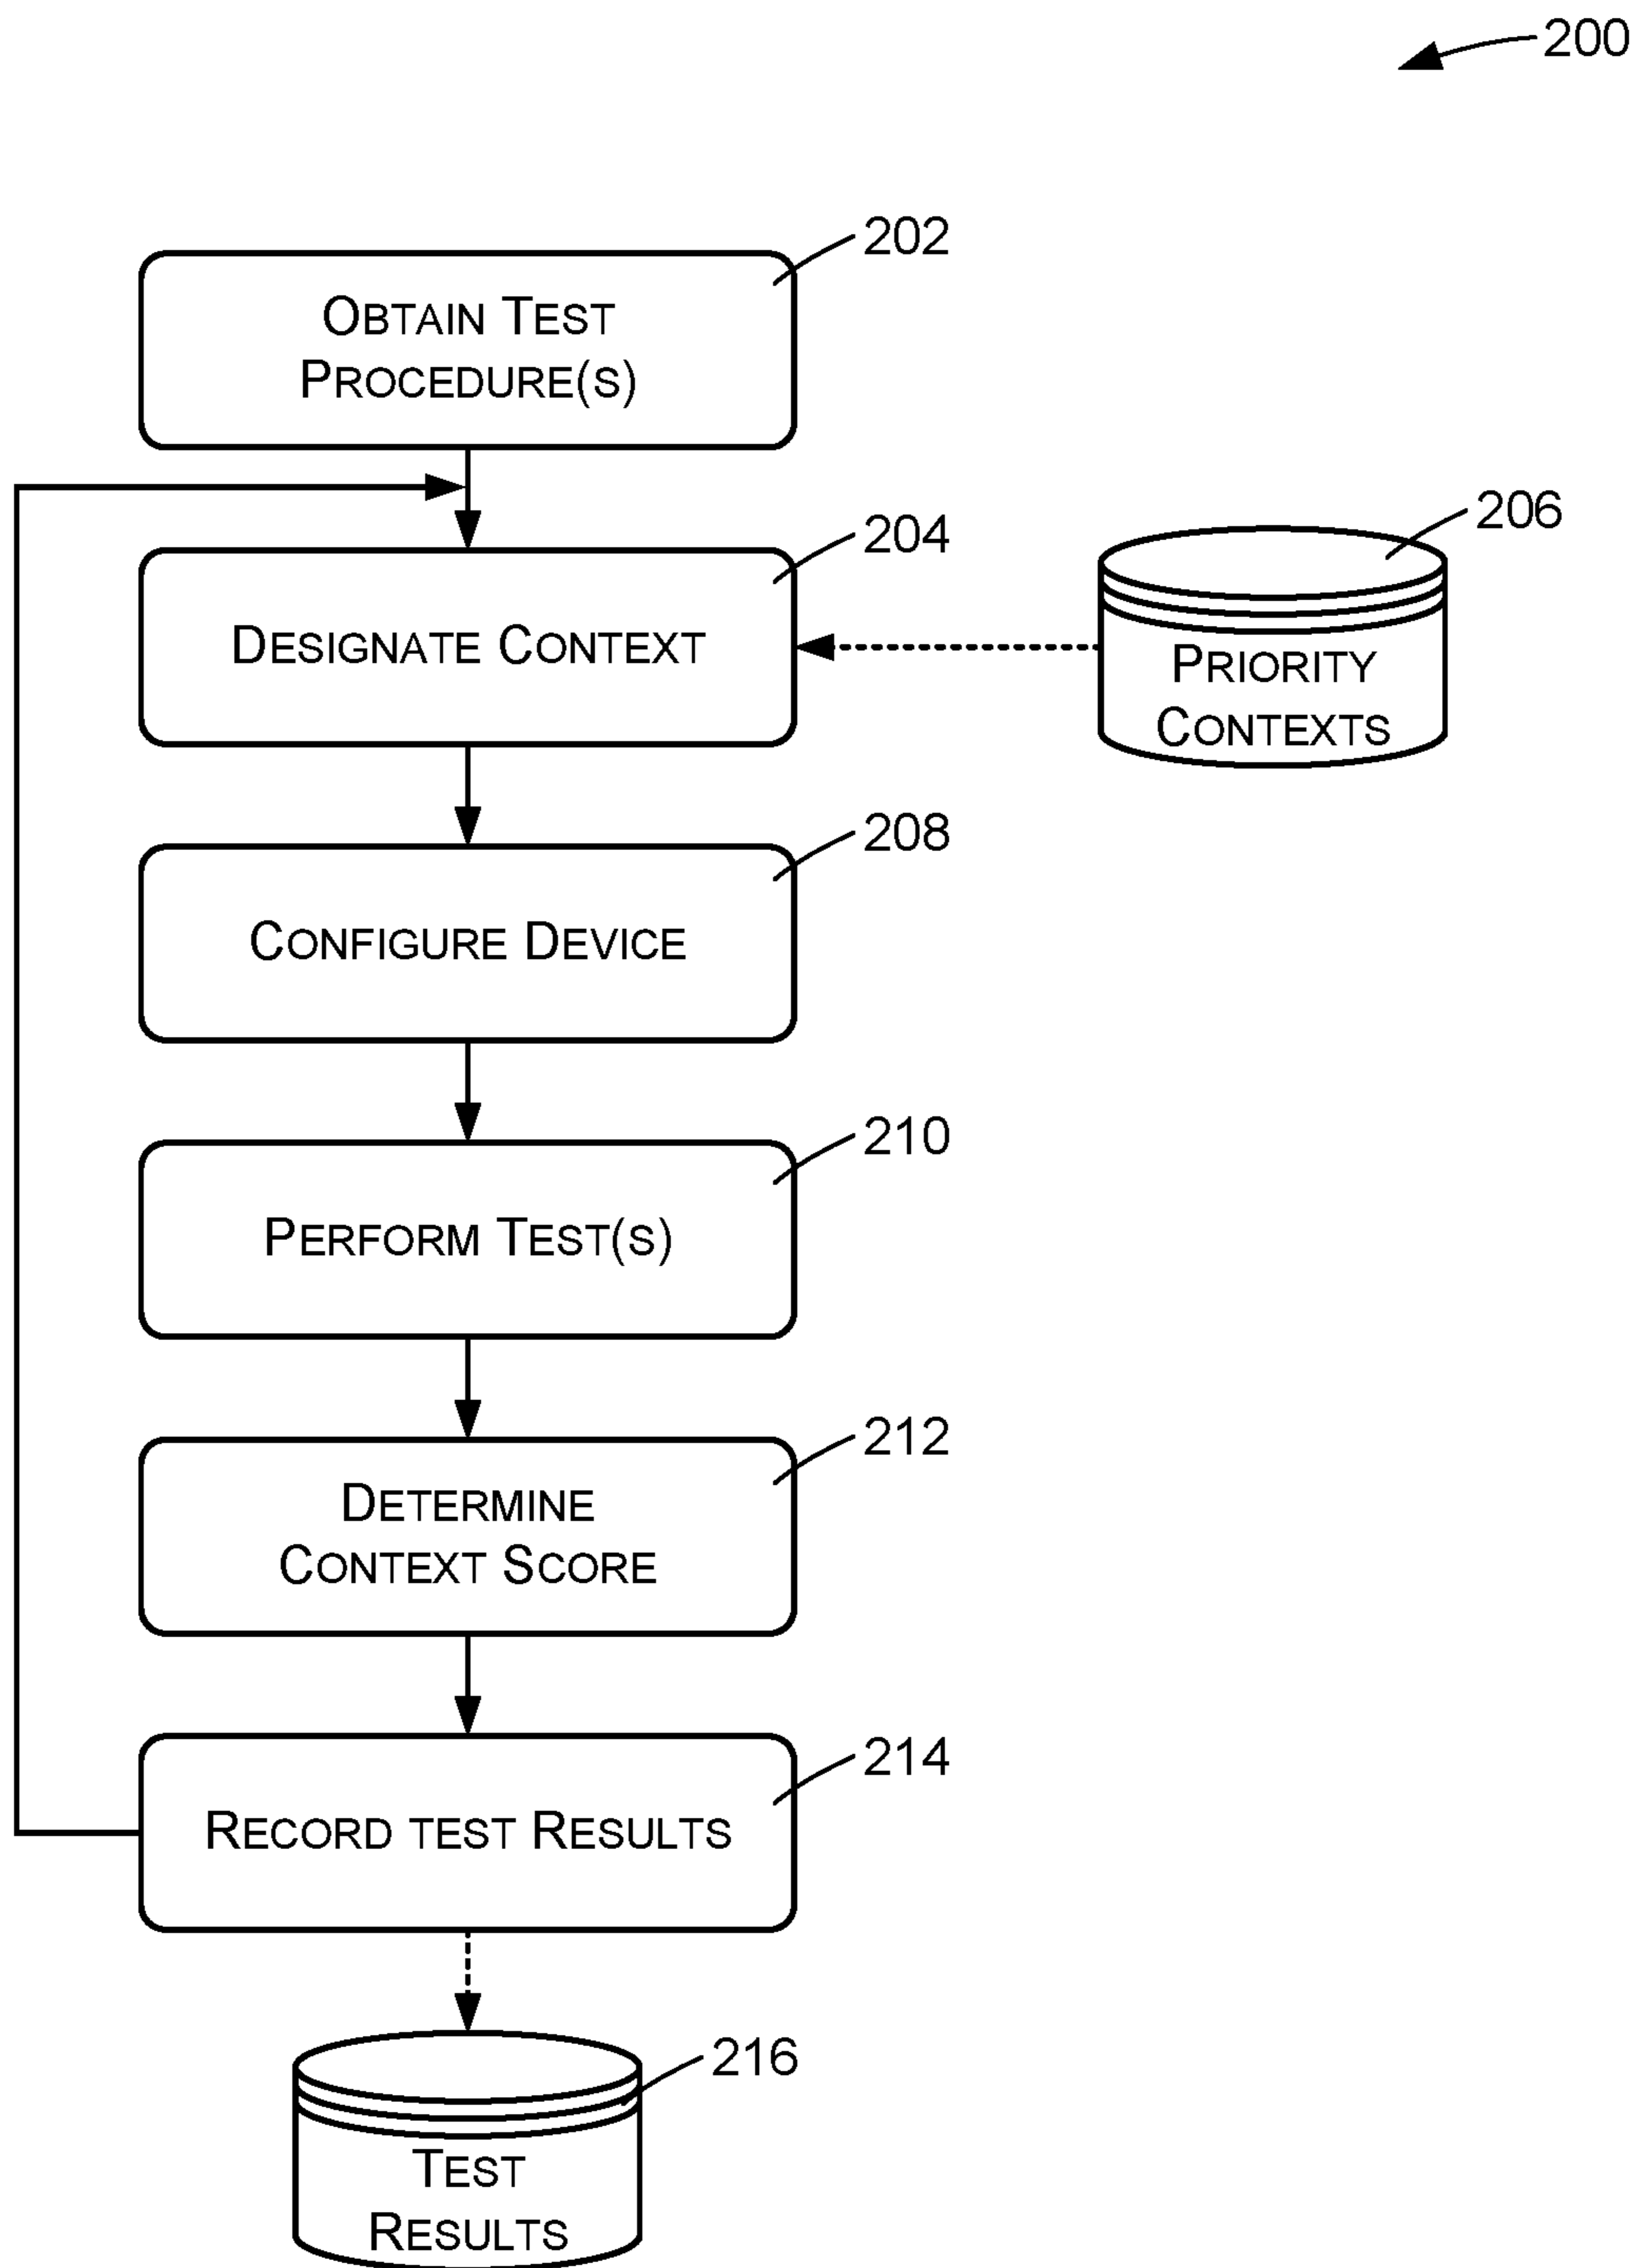 200
202
OBTAIN TEST
PROCEDURE(S)
204
206
DESIGNATE CONTEXT
PRIORITY
CONTEXTS
208
CONFIGURE DEVICE
210
PERFORM TEST(S)
212
DETERMINE
CONTEXT SCORE
214
RECORD TEST RESULTS
216
TEST
RESULTS